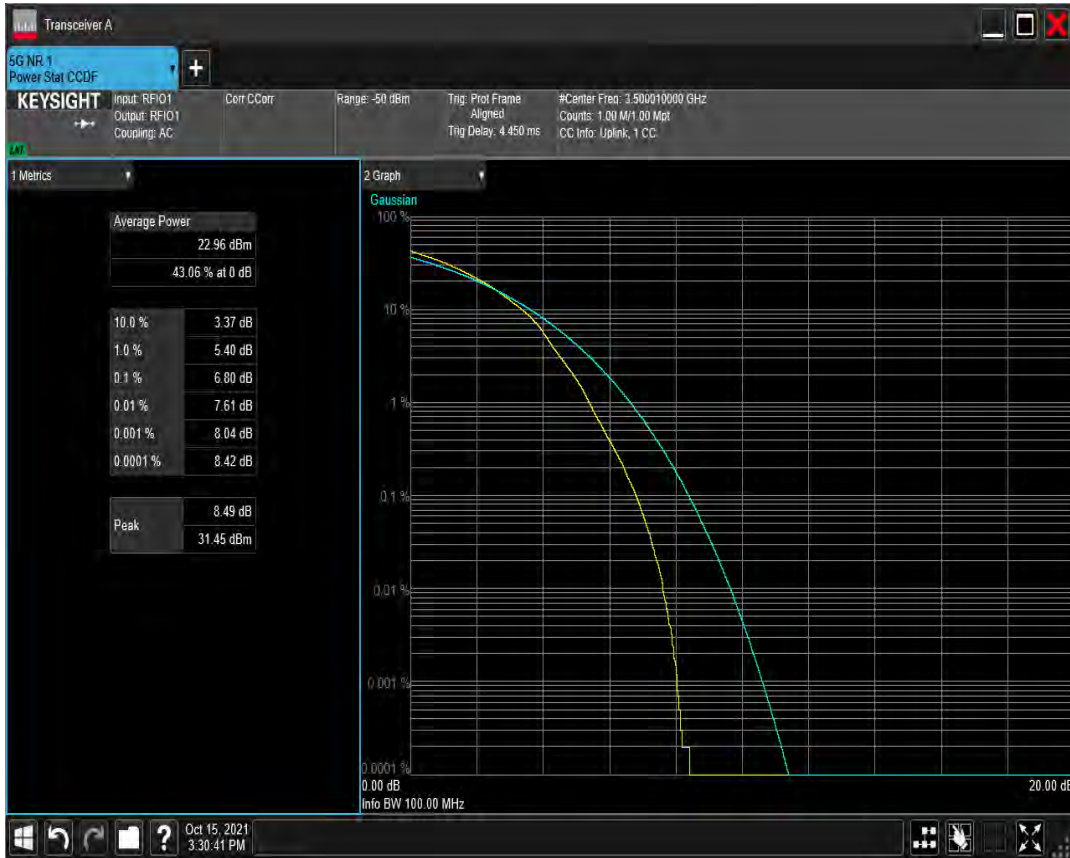 Transceiver A
5G NR 1
Power Stat CCDF
+
KEYSIGHT
Input: RFIO1
Output: RFIO1
Coupling: AC
Corr CCorr
Range: -50 dBm
Trig: Prot Frame
Aligned
Trig Delay: 4.450 ms
#Center Freq: 3.500010000 GHz
Counts: 1.00 M/1.00 Mpt
CC Info: Uplink, 1 CC
1 Metrics
Average Power
22.96 dBm
43.06 % at 0 dB
10.0 % 3.37 dB
1.0 % 5.40 dB
0.1 % 6.80 dB
0.01 % 7.61 dB
0.001 % 8.04 dB
0.0001 % 8.42 dB
Peak
8.49 dB
31.45 dBm
2 Graph
Gaussian
100 %
10 %
1 %
0.1 %
0.01 %
0.001 %
0.0001 %
0.00 dB
20.00 dB
Info BW 100.00 MHz
?
Oct 15, 2021
3:30:41 PM